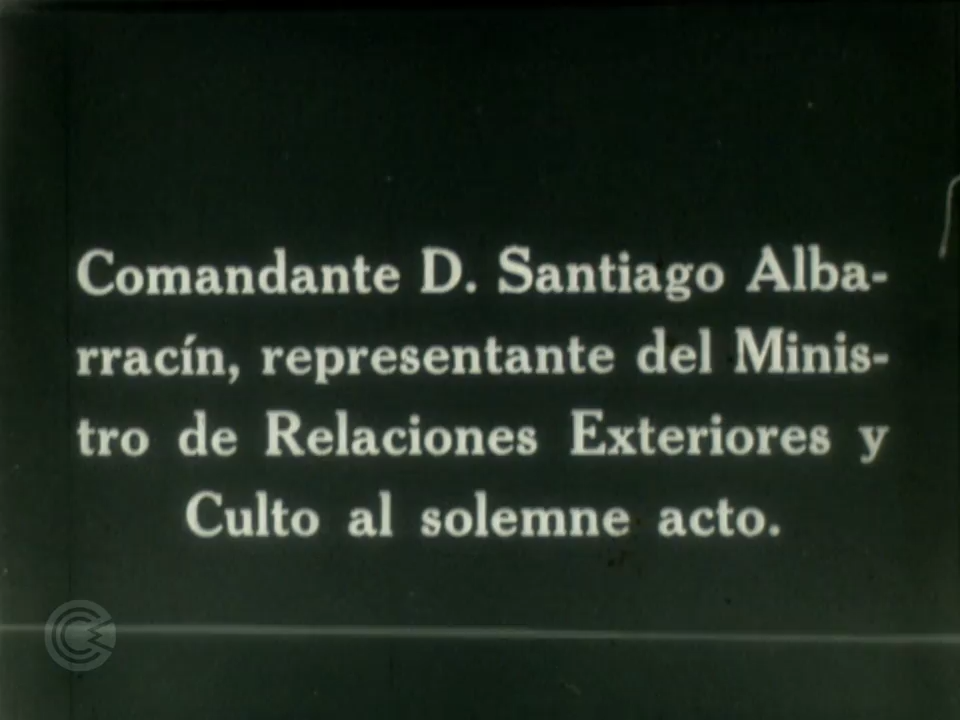 Comandante D. Santiago Alba-
rracín, representante del Minis-
tro de Relaciones Exteriores y
Culto al solemne acto.